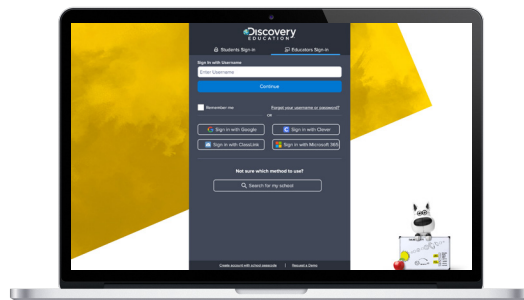 Discovery
EDUCATION
Students Sign in
Educators Sign-in
Sign in with Username
Enter Username
Continue
Remember me
Forgot your username or password?
OR
Sign in with Google
Sign in with Clever
Sign in with ClassLink
Sign in with Microsoft 365
Not sure which method to use?
Search for my school
Create account with school passcode | Request a Demo